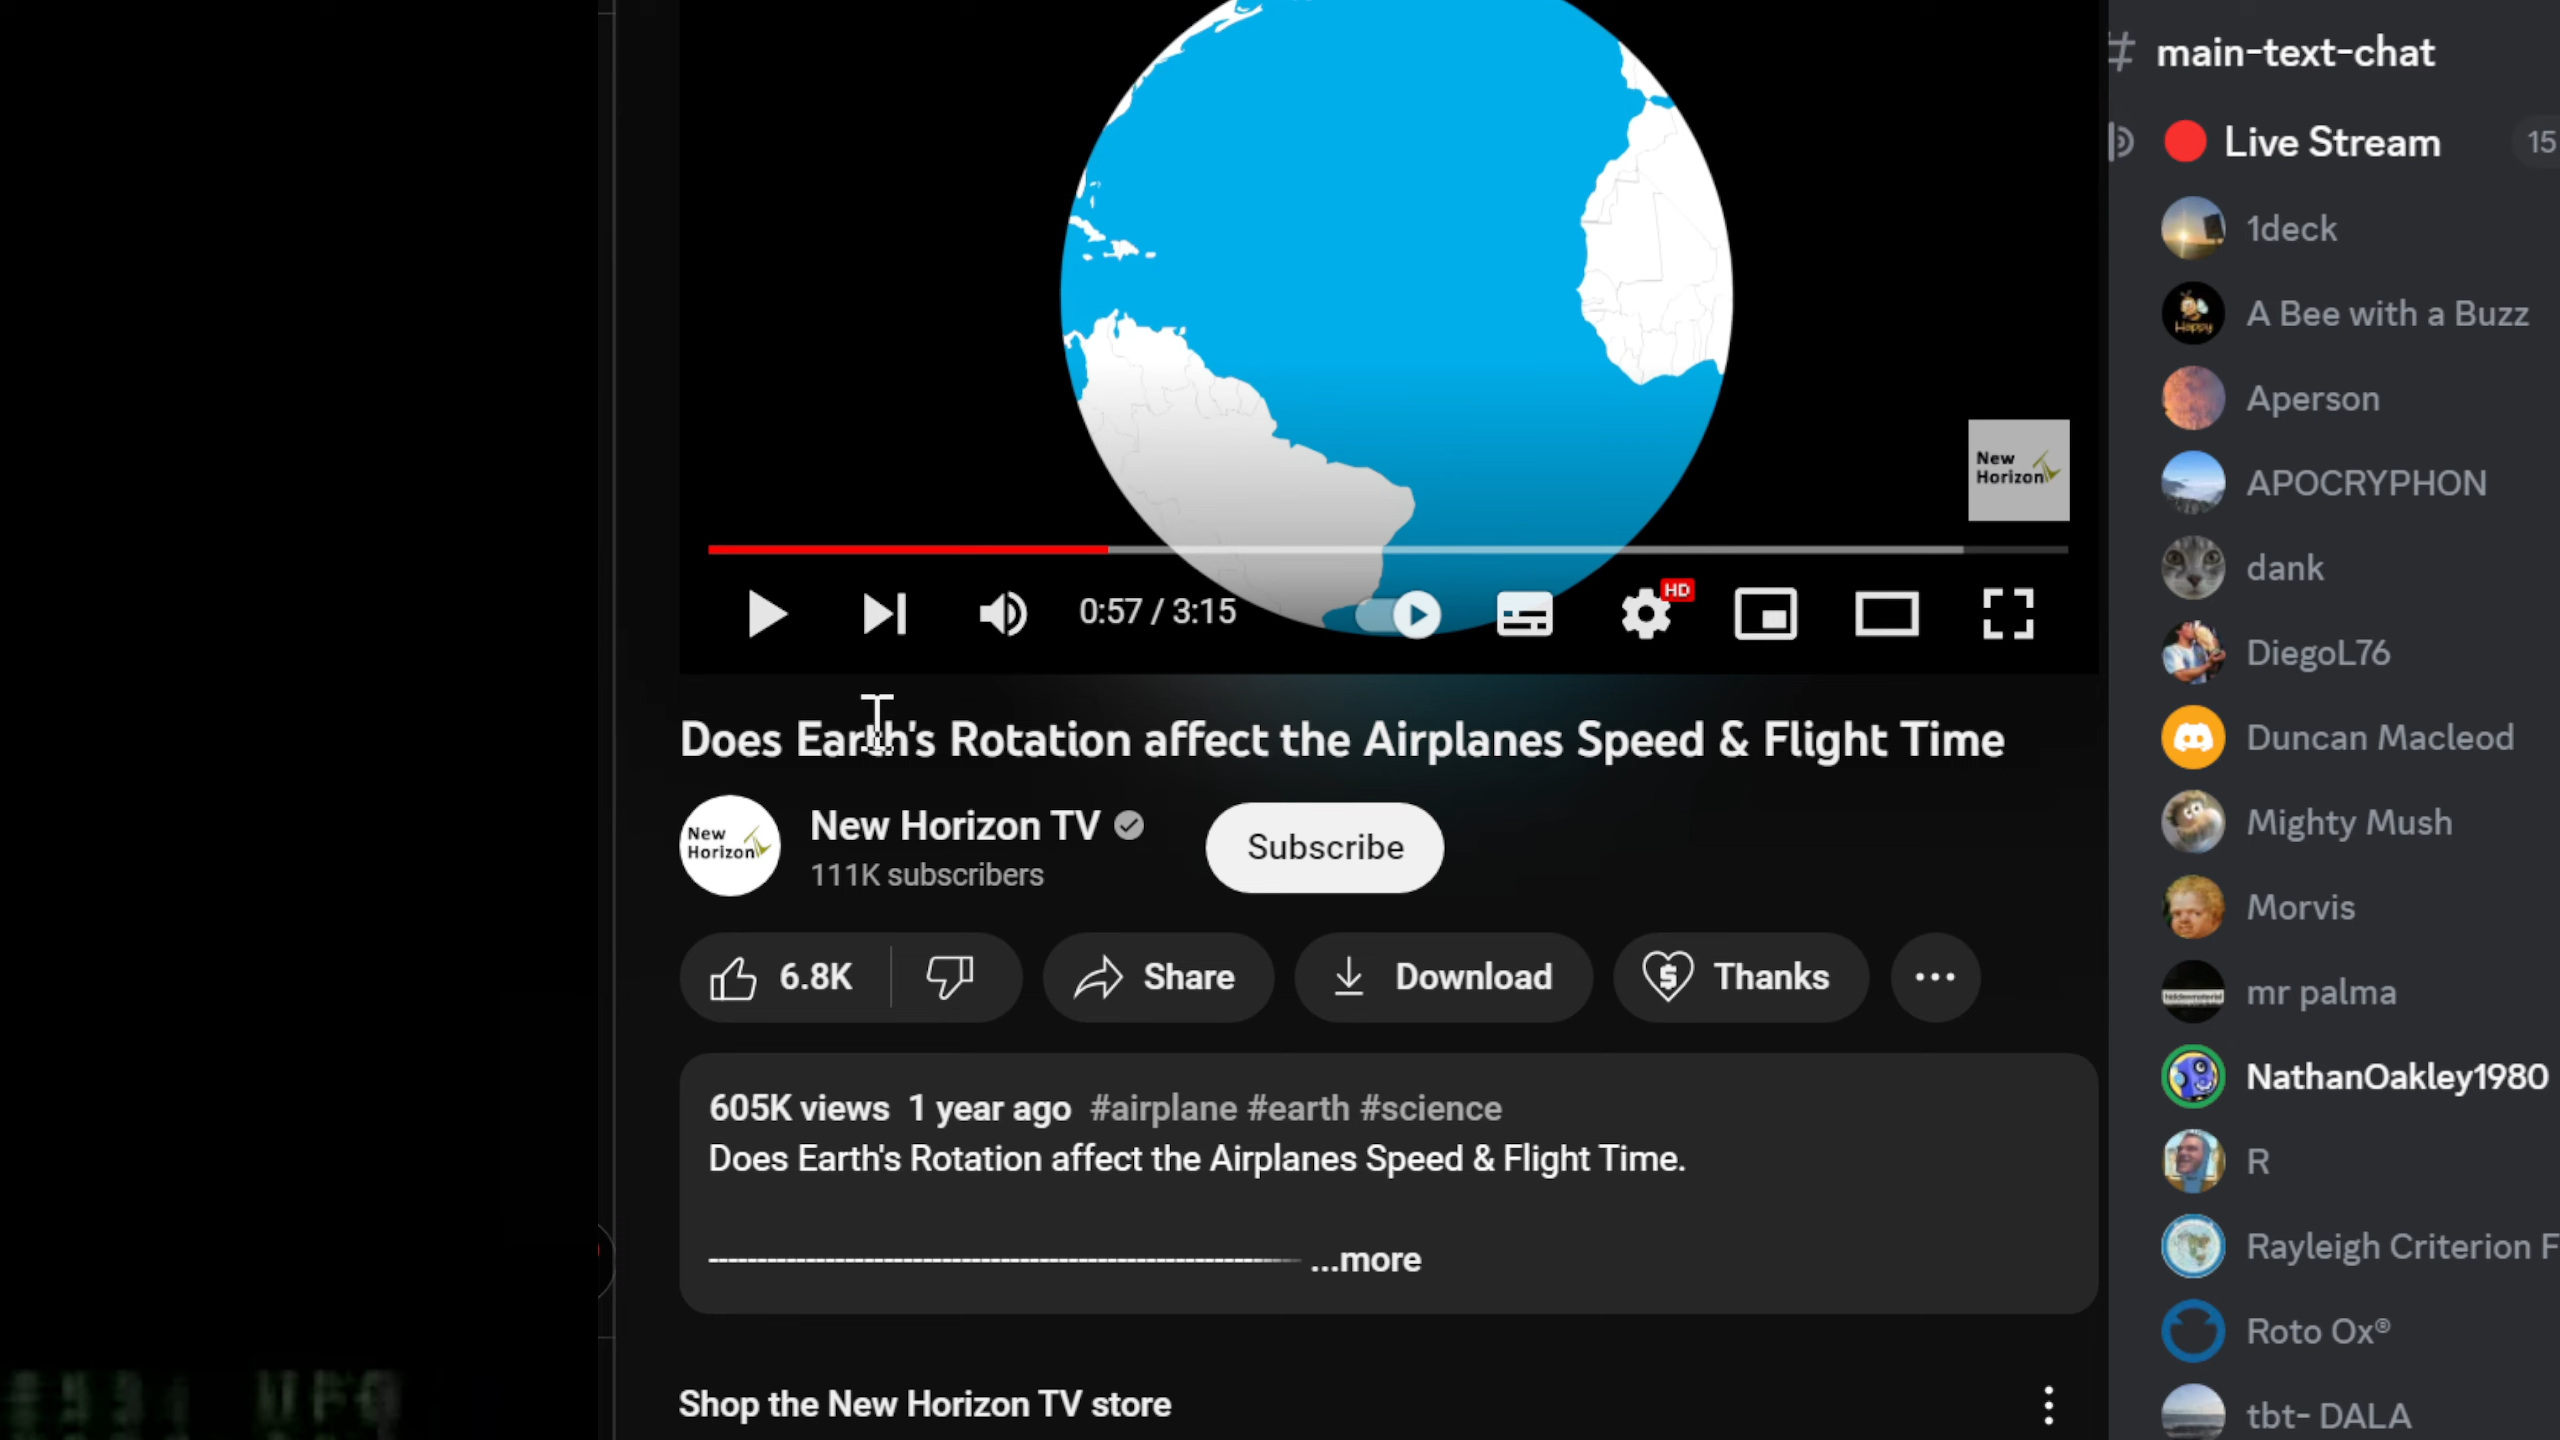 New
Horizon
HD
0:57 / 3:15
Does Earth's Rotation affect the Airplanes Speed & Flight Time
New
Horizon
New Horizon TV
111K subscribers
Subscribe
6.8K
Share
Download
Thanks
605K views 1 year ago #airplane #earth #science
Does Earth's Rotation affect the Airplanes Speed & Flight Time.
...more
Shop the New Horizon TV store
# main-text-chat
Live Stream 15
1deck
Happy
A Bee with a Buzz
Aperson
APOCRYPHON
dank
DiegoL76
Duncan Macleod
Mighty Mush
Morvis
mr palma
NathanOakley1980
R
Rayleigh Criterion F
Roto Ox®
tbt- DALA